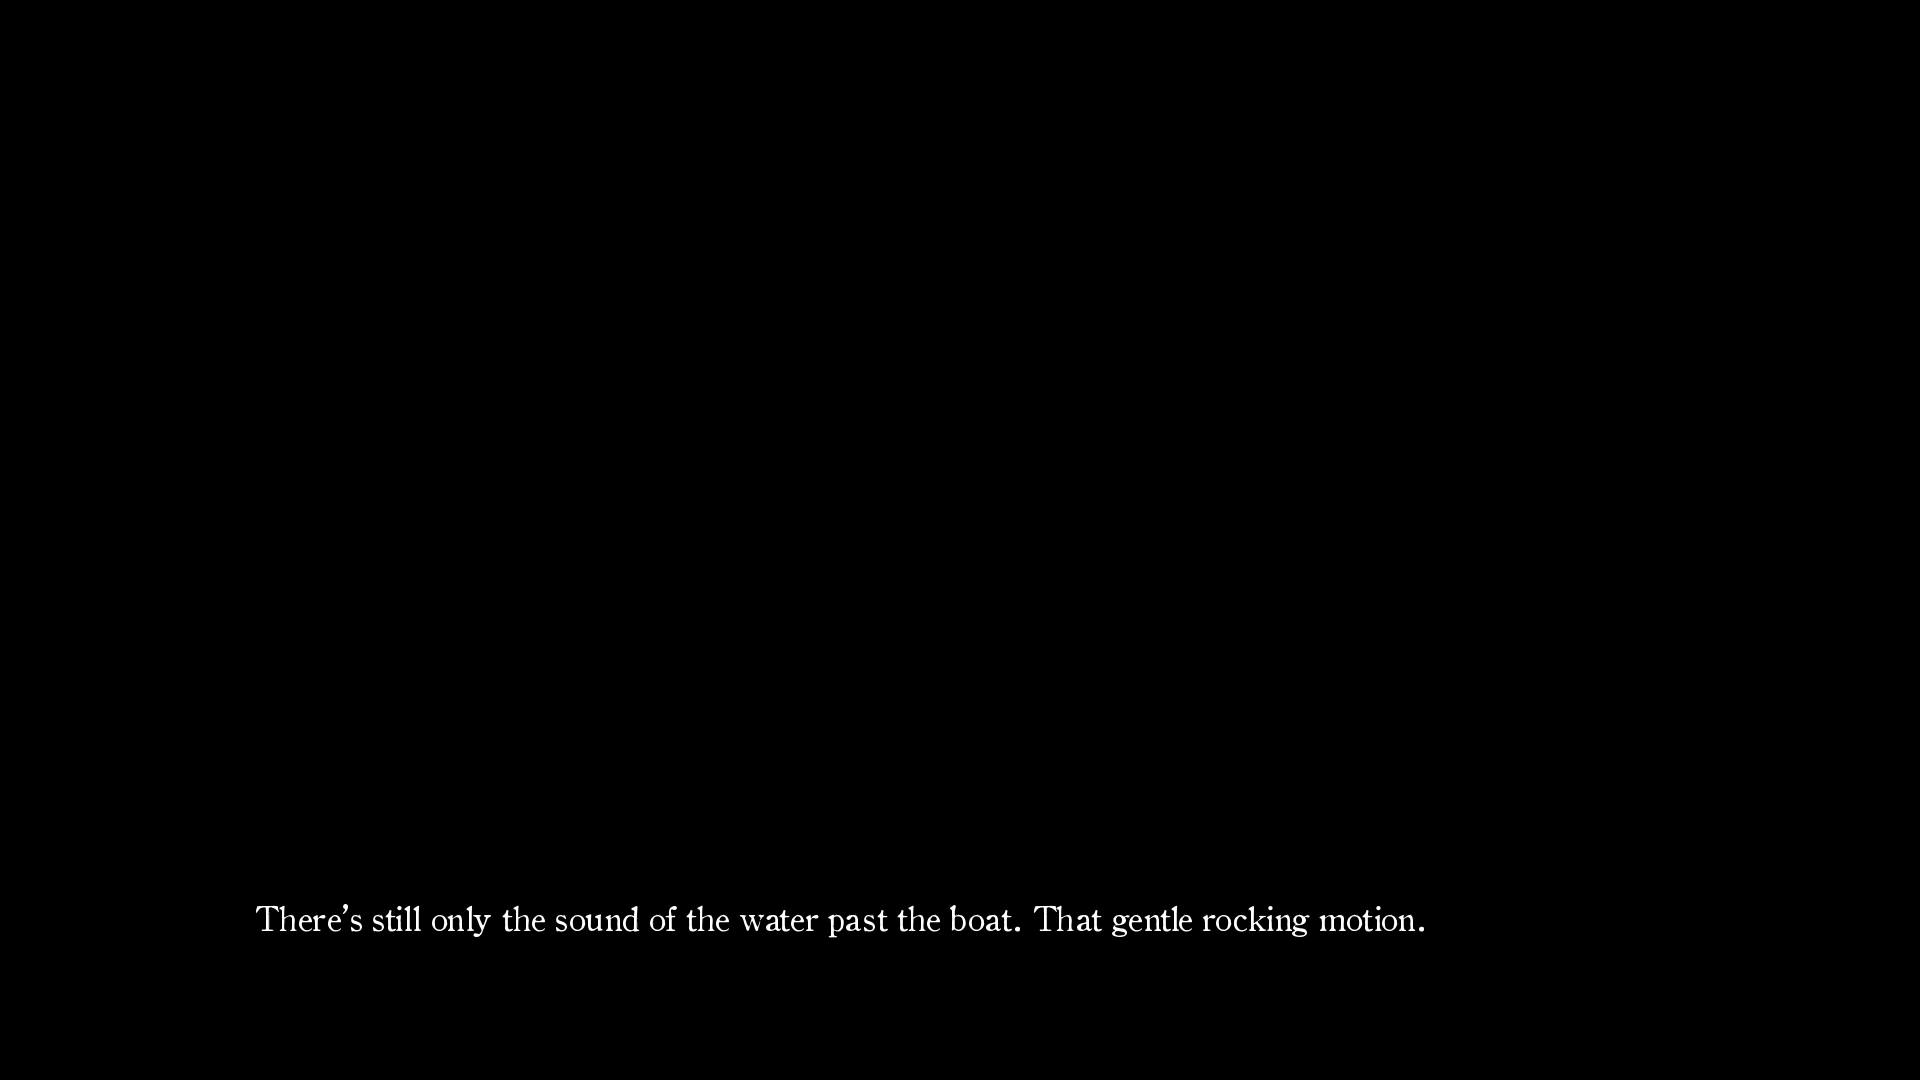 There’s still only the sound of the water past the boat. That gentle rocking motion.